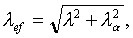 λ_ef = √(λ² + λ_α²) ,